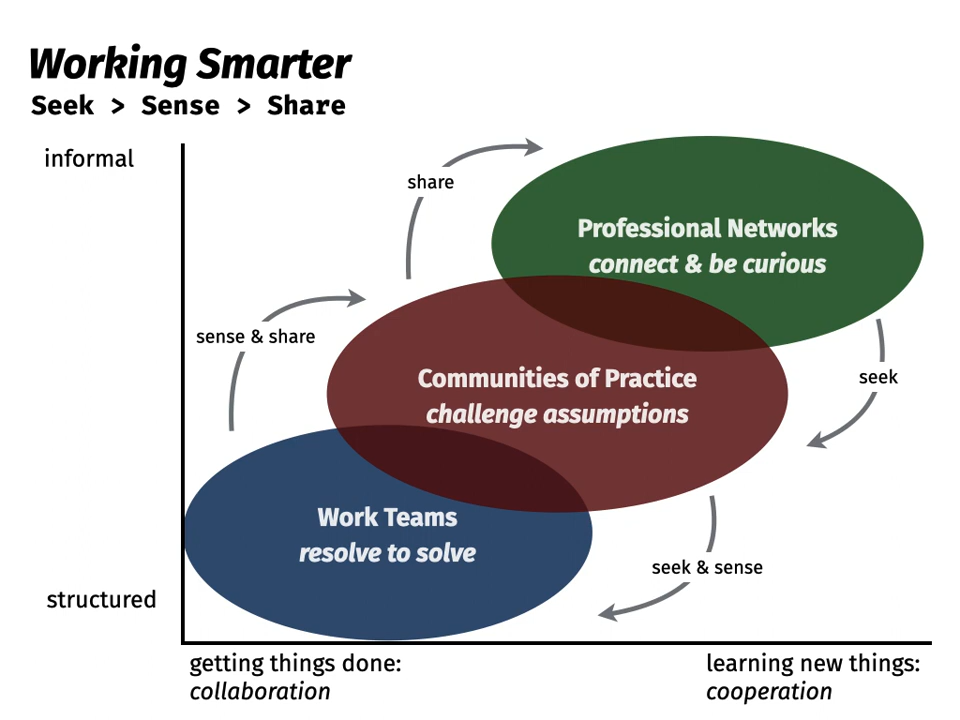 Working Smarter
Seek > Sense > Share
informal
share
Professional Networks
connect & be curious
sense & share
Communities of Practice
challenge assumptions
seek
Work Teams
resolve to solve
seek & sense
structured
getting things done:
collaboration
learning new things:
cooperation